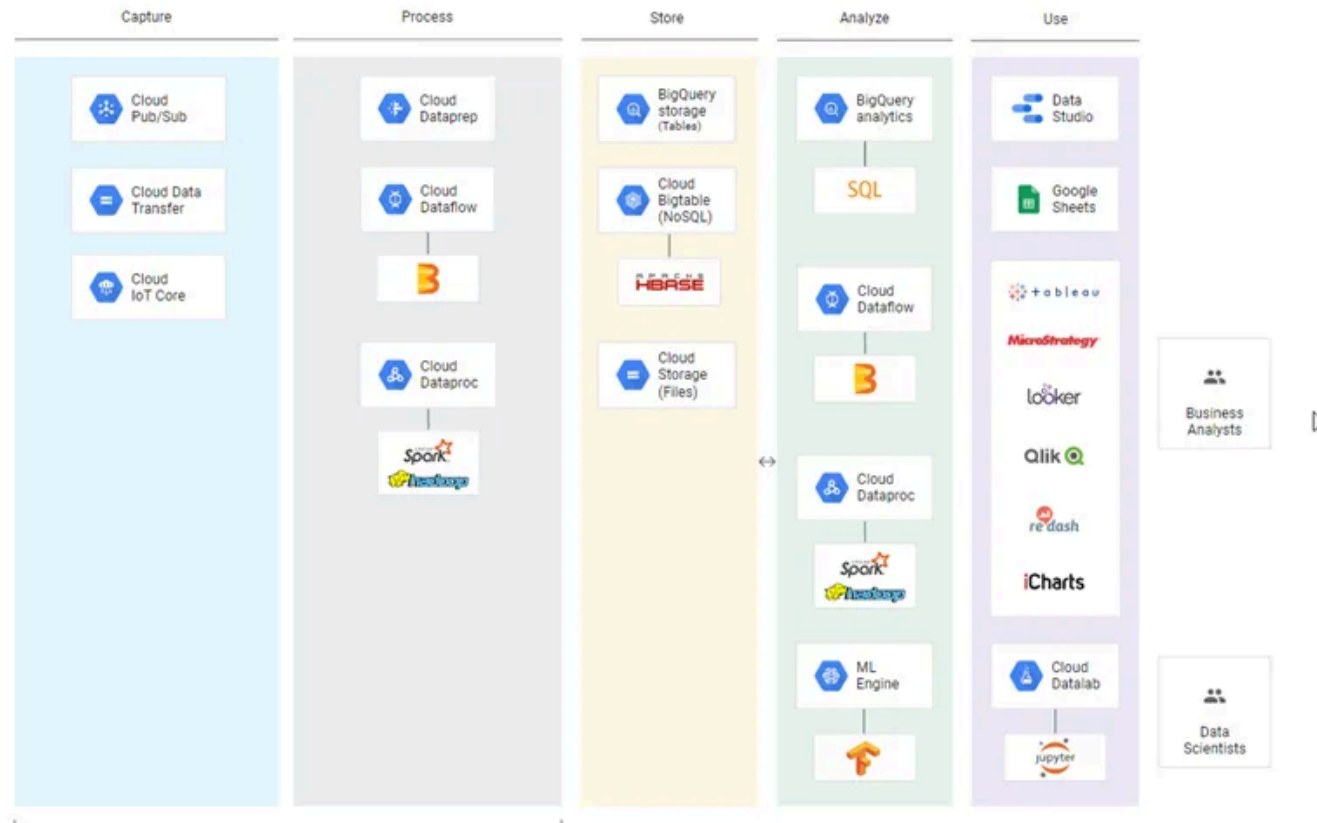 Capture
Process
Store
Analyze
Use
Cloud
Pub/Sub
Cloud Data
Transfer
Cloud
IoT Core
Cloud
Dataprep
Cloud
Dataflow
Cloud
Dataproc
Spark
hadoop
BigQuery
storage
(Tables)
Cloud
Bigtable
(NoSQL)
APACHE
HBASE
Cloud
Storage
(Files)
BigQuery
analytics
SQL
Cloud
Dataflow
Cloud
Dataproc
Spark
hadoop
ML
Engine
Data
Studio
Google
Sheets
tableau
MicroStrategy
looker
Qlik
redash
iCharts
Cloud
Datalab
jupyter
Business
Analysts
Data
Scientists